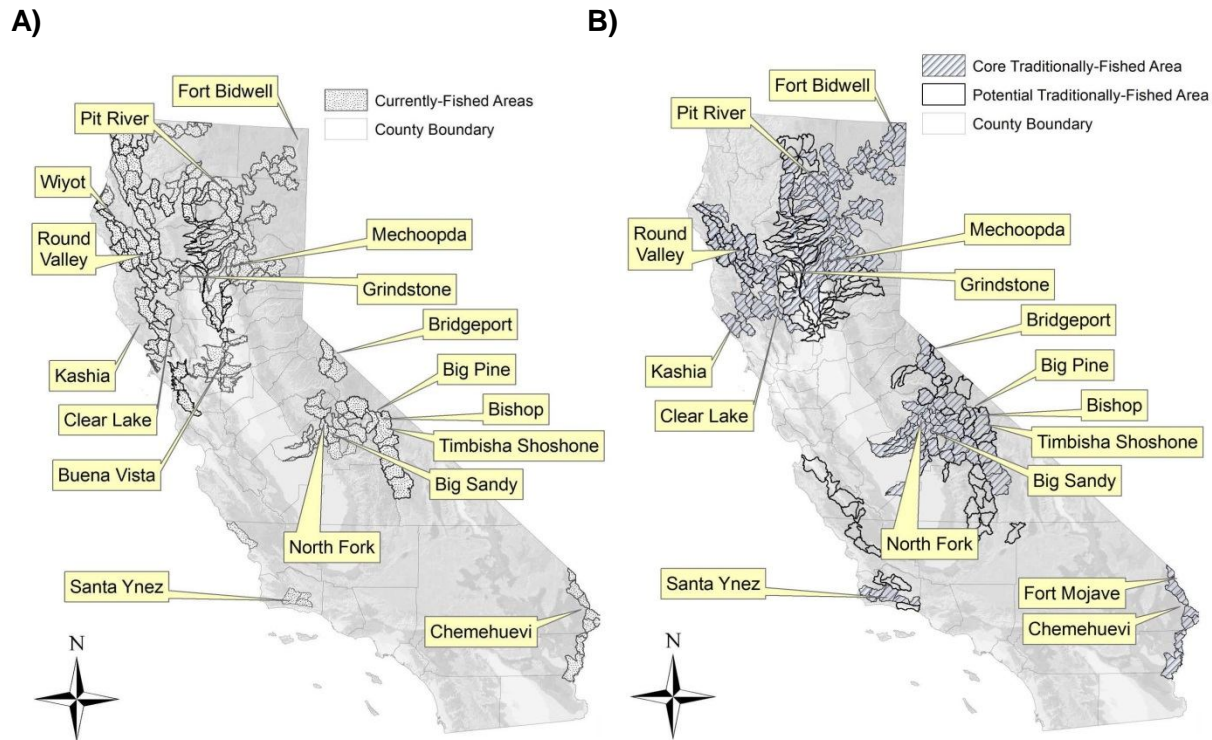 A)
Fort Bidwell
Pit River
Currently-Fished Areas
County Boundary
Wiyot
Round
Valley
Mechoopda
Grindstone
Bridgeport
Kashia
Big Pine
Clear Lake
Bishop
Buena Vista
Timbisha Shoshone
Big Sandy
North Fork
Santa Ynez
Chemehuevi
N
B)
Core Traditionally-Fished Area
Potential Traditionally-Fished Area
County Boundary
Fort Bidwell
Pit River
Round
Valley
Mechoopda
Grindstone
Bridgeport
Kashia
Big Pine
Clear Lake
Bishop
Timbisha Shoshone
Big Sandy
North Fork
Santa Ynez
Fort Mojave
Chemehuevi
N